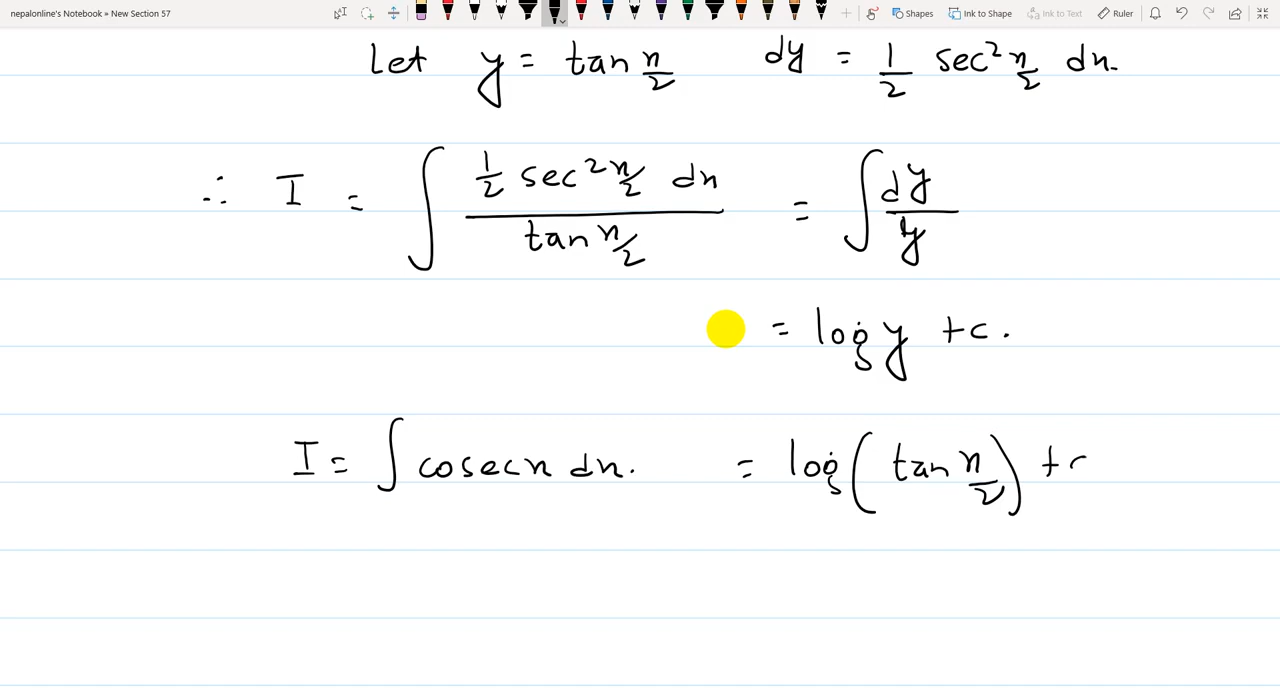 nepalonline's Notebook » New Section 57
Shapes Ink to Shape Ink to Text Ruler
Let y = tan x/2 dy = 1/2 sec² x/2 dx.
∴ I = ∫ (1/2 sec² x/2 dx)/(tan x/2) = ∫ dy/y
= log y + c.
I = ∫ cosec x dx. = log (tan x/2) + c